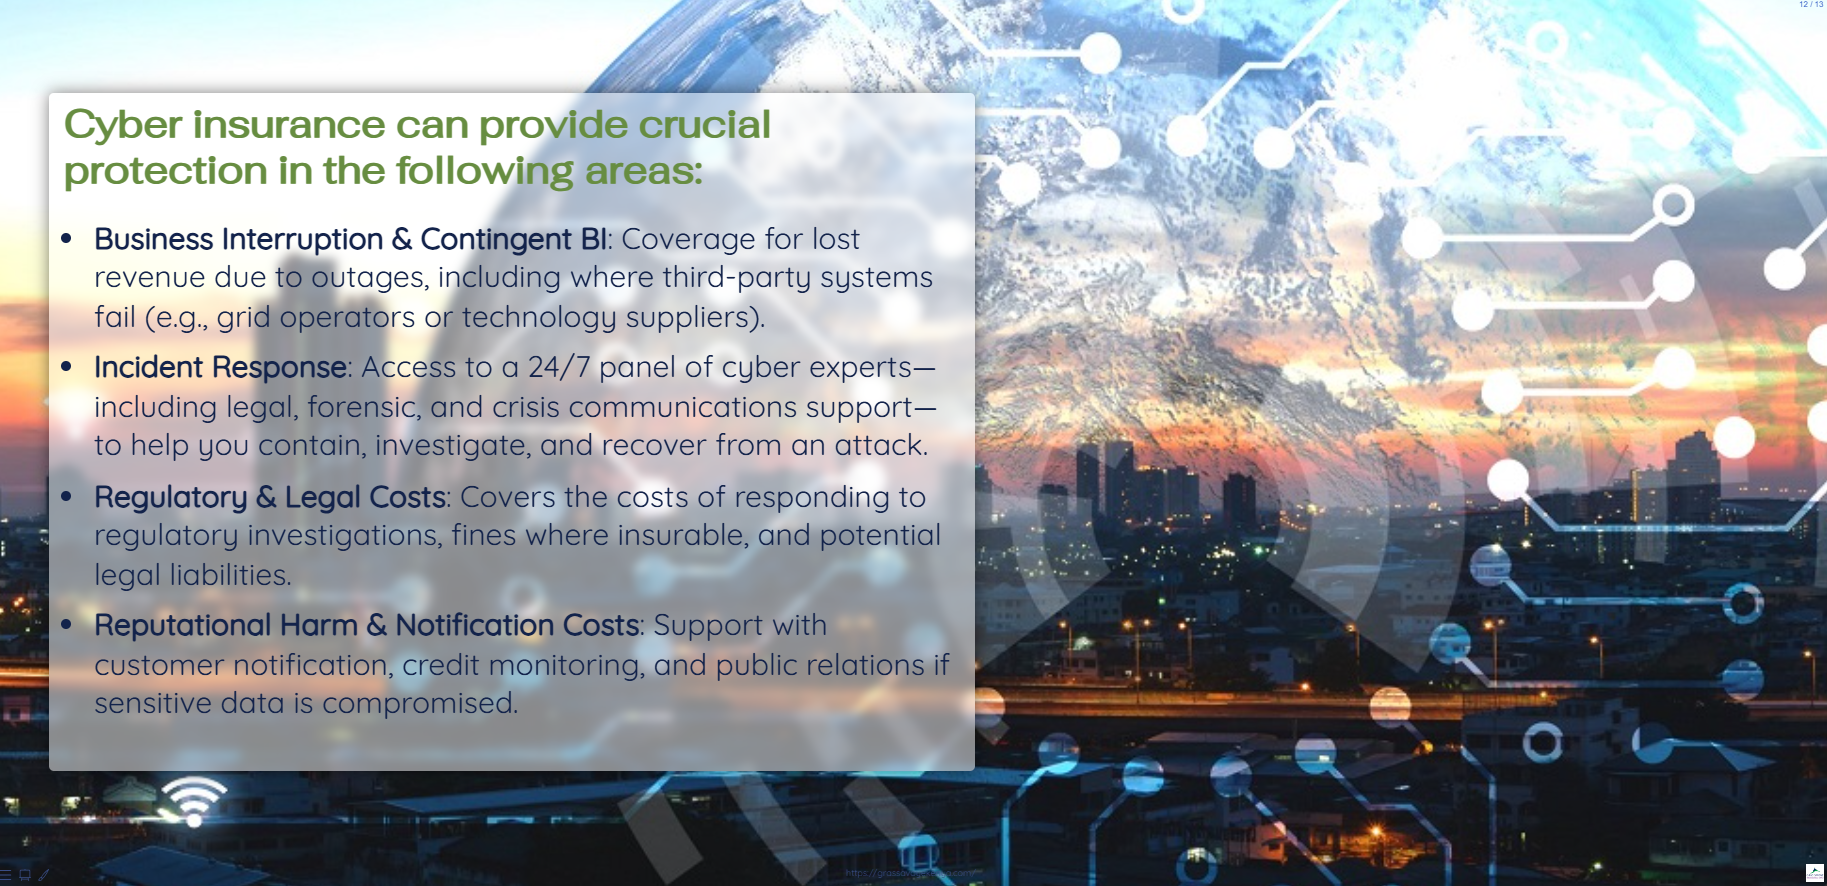 12 / 13
Cyber insurance can provide crucial
protection in the following areas:
• Business Interruption & Contingent BI: Coverage for lost
revenue due to outages, including where third-party systems
fail (e.g., grid operators or technology suppliers).
• Incident Response: Access to a 24/7 panel of cyber experts—
including legal, forensic, and crisis communications support—
to help you contain, investigate, and recover from an attack.
• Regulatory & Legal Costs: Covers the costs of responding to
regulatory investigations, fines where insurable, and potential
legal liabilities.
• Reputational Harm & Notification Costs: Support with
customer notification, credit monitoring, and public relations if
sensitive data is compromised.